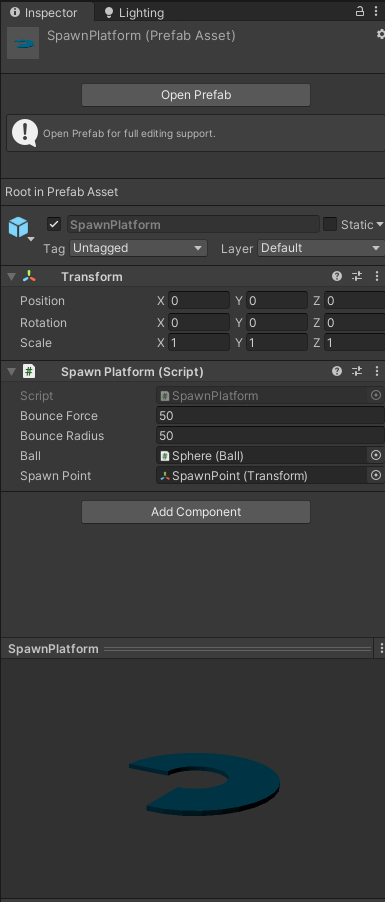 Inspector Lighting
SpawnPlatform (Prefab Asset)
Open Prefab
Open Prefab for full editing support.
Root in Prefab Asset
SpawnPlatform Static
Tag Untagged Layer Default
Transform
Position X 0 Y 0 Z 0
Rotation X 0 Y 0 Z 0
Scale X 1 Y 1 Z 1
# Spawn Platform (Script)
Script # SpawnPlatform
Bounce Force 50
Bounce Radius 50
Ball # Sphere (Ball)
Spawn Point SpawnPoint (Transform)
Add Component
SpawnPlatform